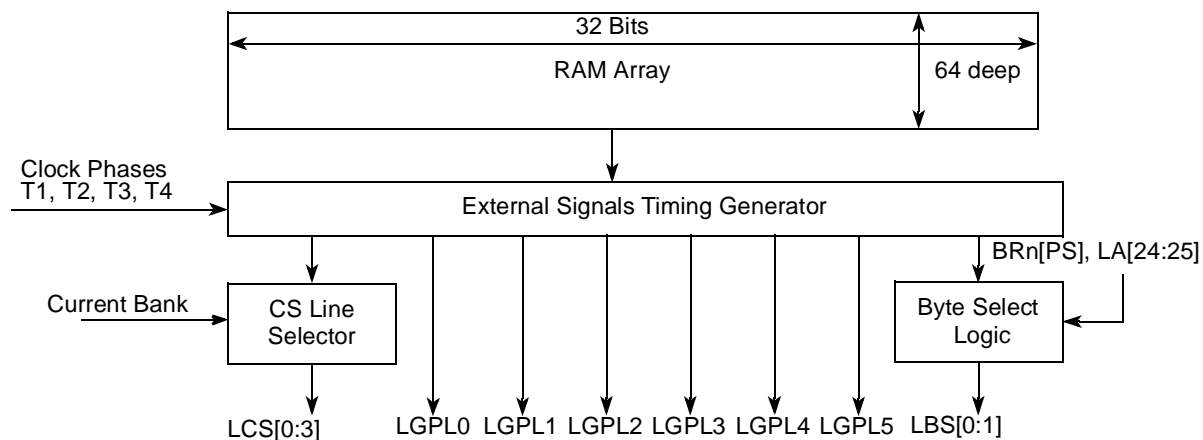 32 Bits
RAM Array
64 deep
Clock Phases
T1, T2, T3, T4
External Signals Timing Generator
BRn[PS], LA[24:25]
Current Bank
CS Line
Selector
Byte Select
Logic
LCS[0:3]
LGPL0
LGPL1
LGPL2
LGPL3
LGPL4
LGPL5
LBS[0:1]